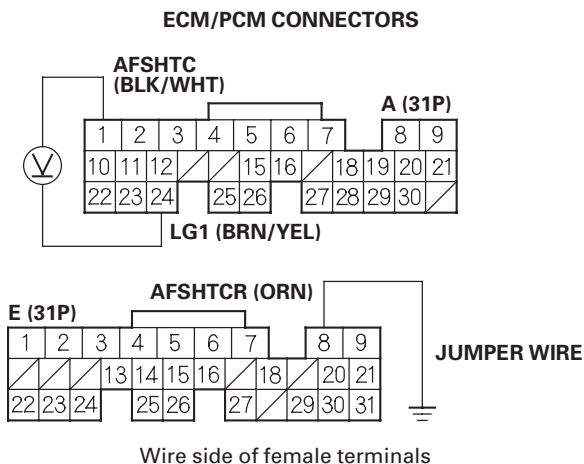 ECM/PCM CONNECTORS
AFSHTC
(BLK/WHT)
A (31P)
1 2 3 4 5 6 7 8 9
10 11 12 15 16 18 19 20 21
22 23 24 25 26 27 28 29 30
V
LG1 (BRN/YEL)
AFSHTCR (ORN)
E (31P)
1 2 3 4 5 6 7 8 9
13 14 15 16 18 20 21
22 23 24 25 26 27 29 30 31
JUMPER WIRE
Wire side of female terminals